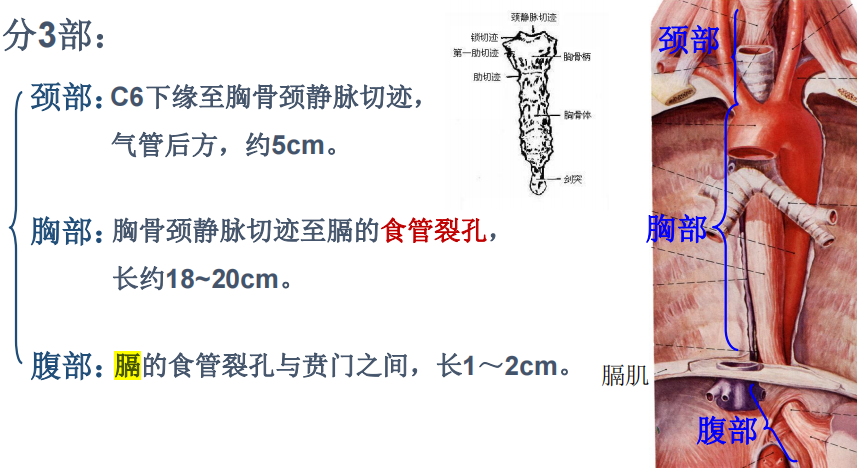 分3部：
颈部：C6下缘至胸骨颈静脉切迹，
气管后方，约5cm。
胸部：胸骨颈静脉切迹至膈的食管裂孔，
长约18~20cm。
腹部：膈的食管裂孔与贲门之间，长1～2cm。
颈静脉切迹
锁切迹
第一肋切迹
胸骨柄
肋切迹
胸骨体
剑突
颈部
胸部
膈肌
腹部